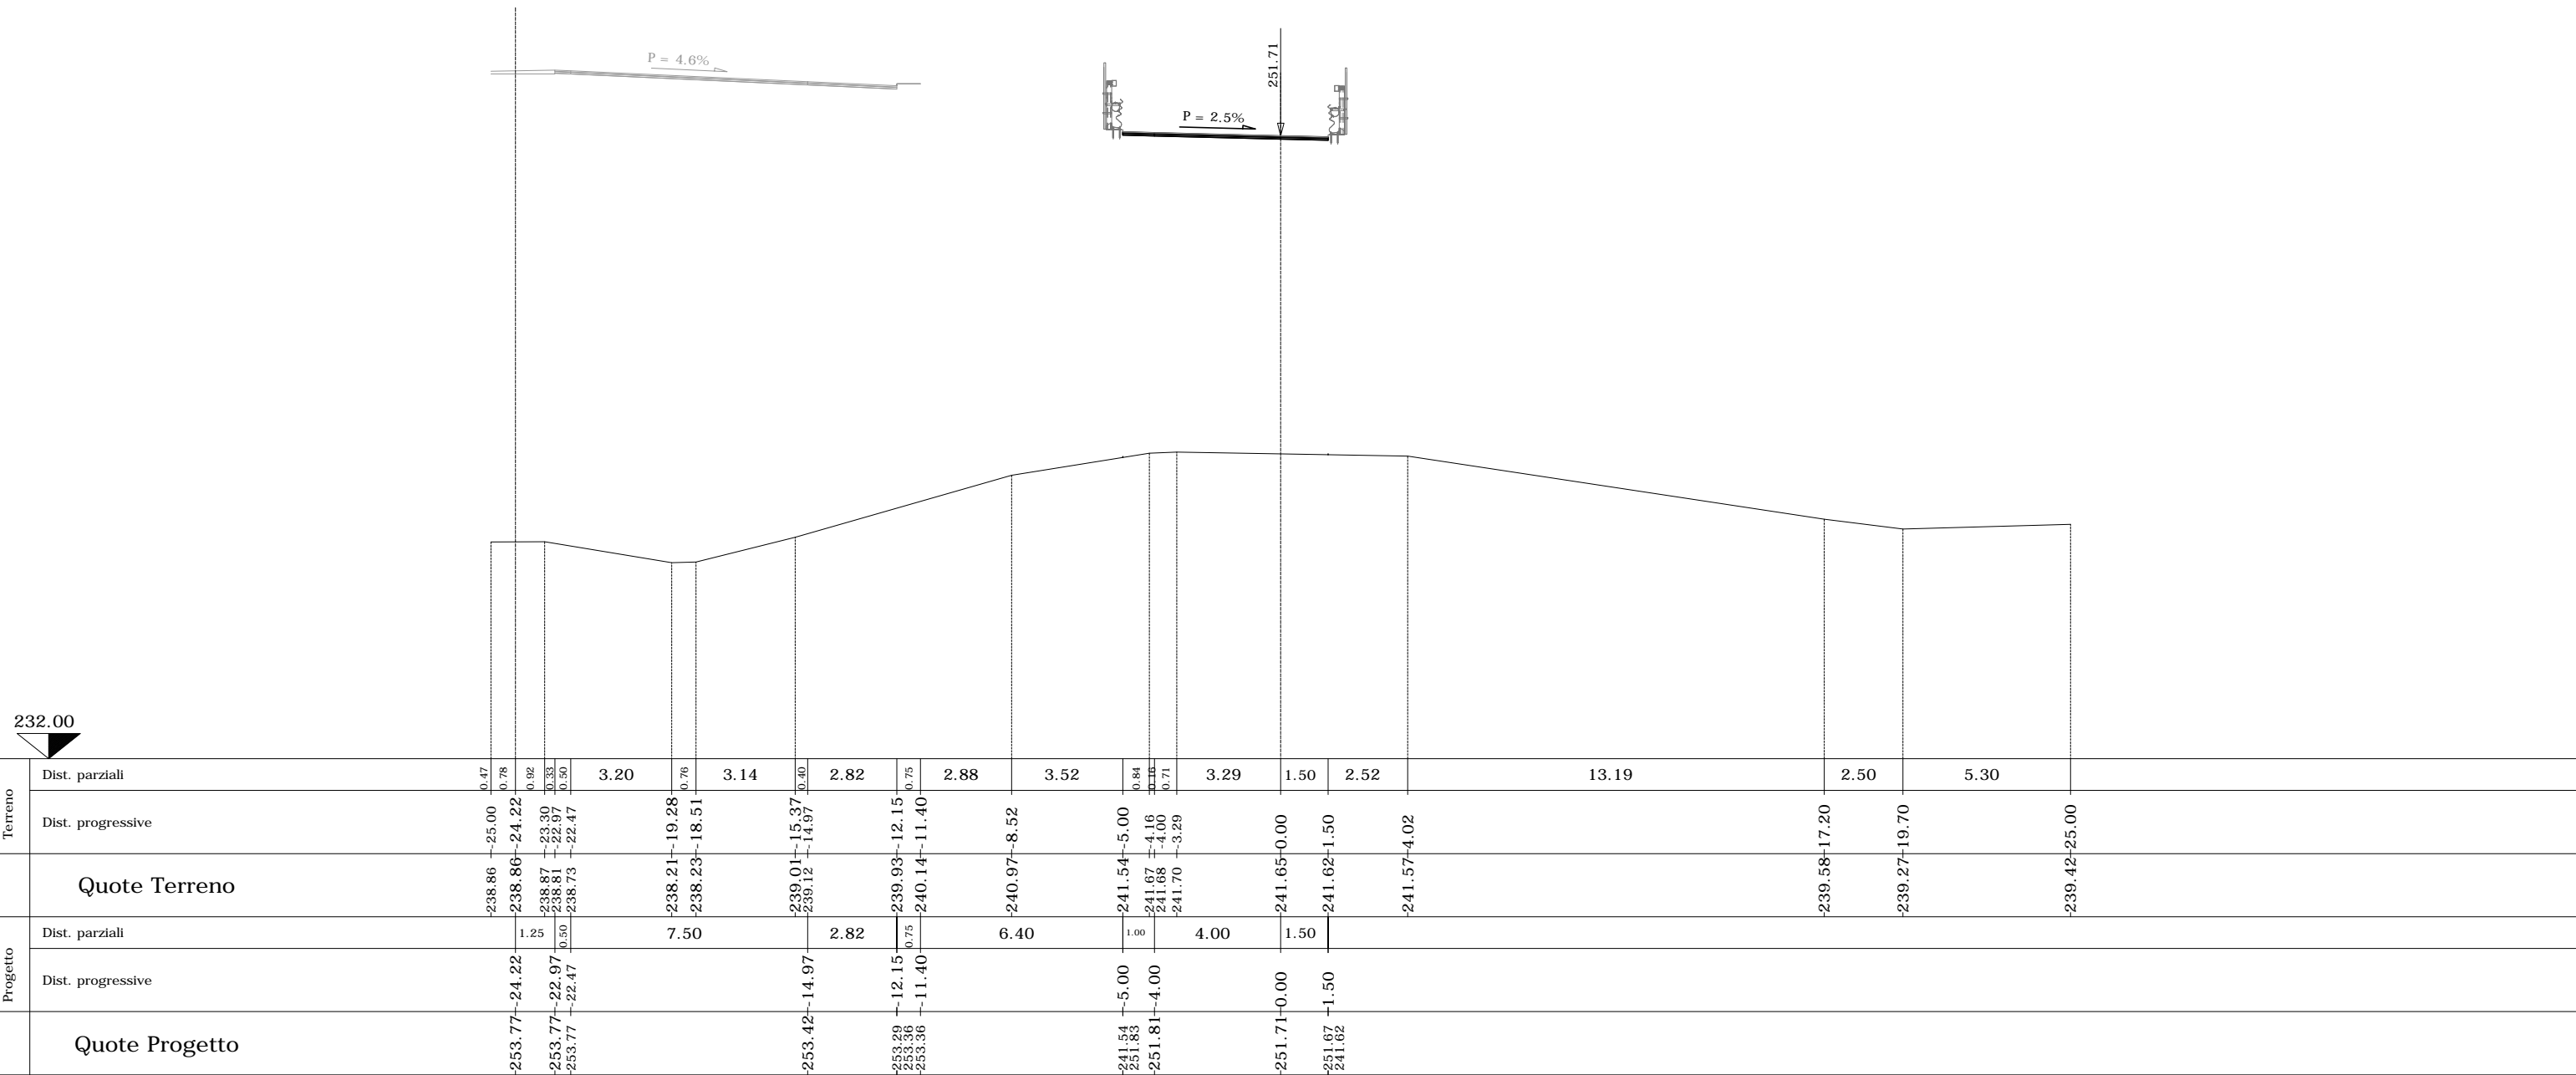 P = 4.6%
251.71
P = 2.5%
232.00
Terreno
Dist. parziali
0.47 0.78 0.92 0.33 0.50 3.20 0.76 3.14 0.40 2.82 0.75 2.88 3.52 0.84 0.16 0.71 3.29 1.50 2.52 13.19 2.50 5.30
Dist. progressive
-25.00 -24.22 -23.30 -22.97 -22.47 -19.28 -18.51 -15.37 -14.97 -12.15 -11.40 -8.52 -5.00 -4.16 -4.00 -3.29 0.00 1.50 4.02 17.20 19.70 25.00
Quote Terreno
238.86 238.86 238.87 238.81 238.73 238.21 238.23 239.01 239.12 239.93 240.14 240.97 241.54 241.67 241.68 241.70 241.65 241.62 241.57 239.58 239.27 239.42
Progetto
Dist. parziali
1.25 0.50 7.50 2.82 0.75 6.40 1.00 4.00 1.50
Dist. progressive
-24.22 -22.97 -22.47 -14.97 -12.15 -11.40 -5.00 -4.00 0.00 1.50
Quote Progetto
253.77 253.77 253.77 253.42 253.29 253.36 253.36 241.54 251.83 251.81 251.71 251.67 241.62